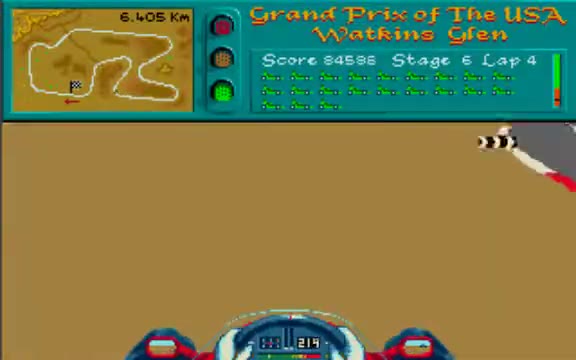 6.405 Km
Grand Prix of The USA
Watkins Glen
Score 84586 Stage 6 Lap 4
214